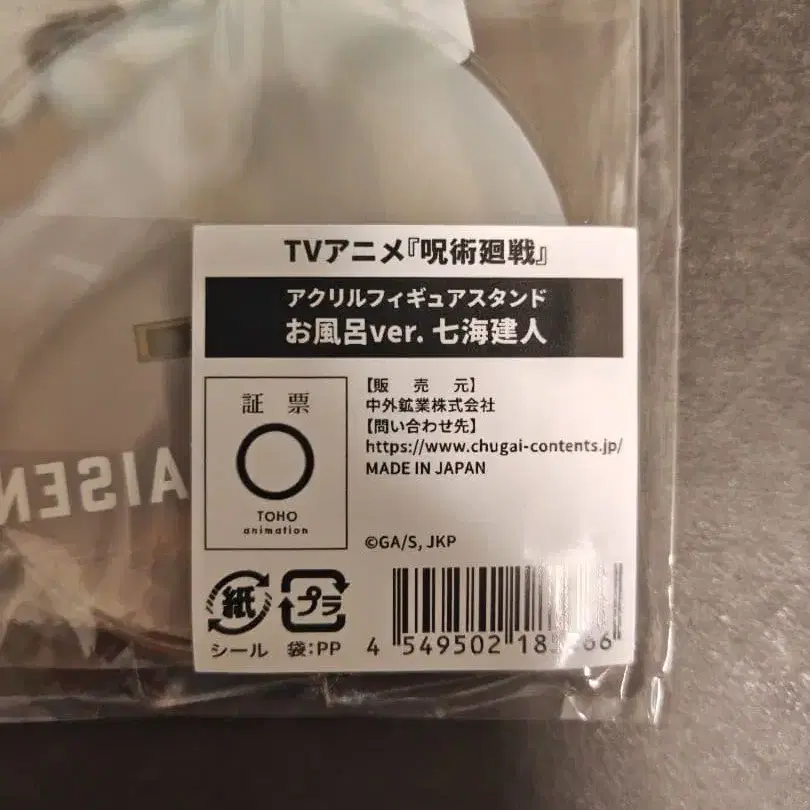 TVアニメ『呪術廻戦』
アクリルフィギュアスタンド
お風呂ver. 七海建人
証 票
TOHO
animation
【販 売 元】
中外鉱業株式会社
【問い合わせ先】
https://www.chugai-contents.jp/
MADE IN JAPAN
©GA/S, JKP
紙
シール
プラ
袋:PP
4 549502
AISEN